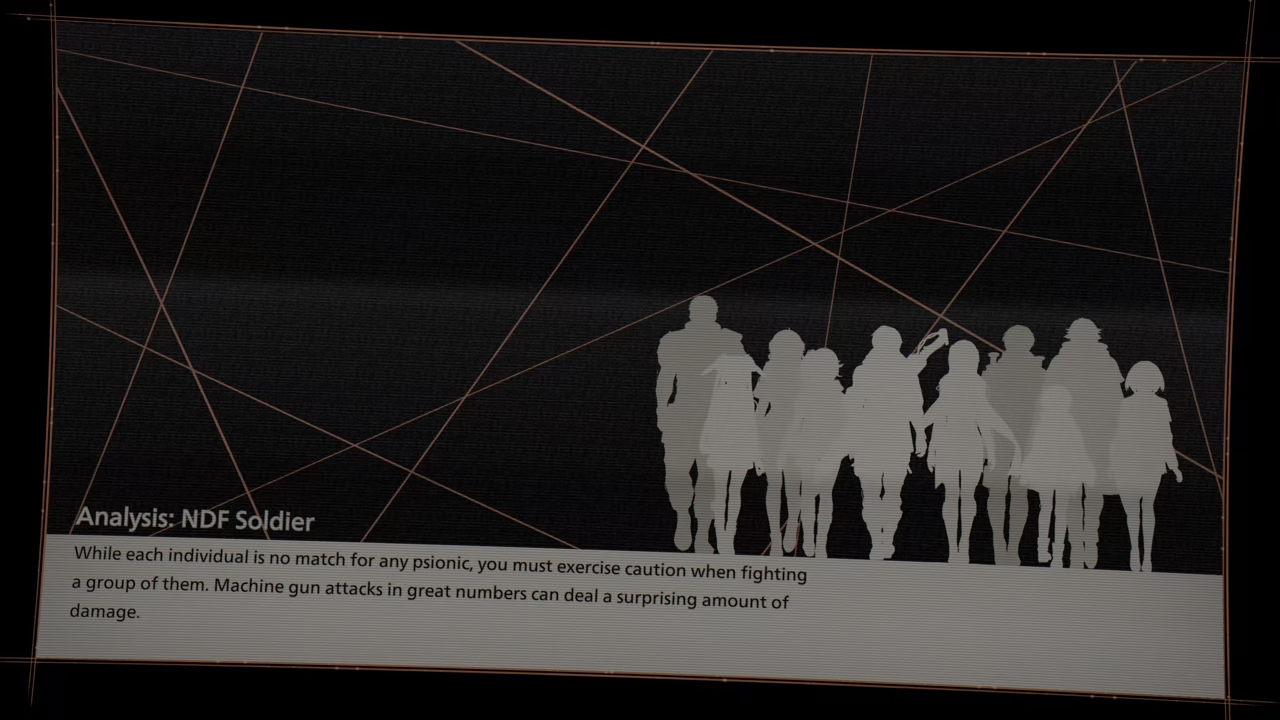 Analysis: NDF Soldier
While each individual is no match for any psionic, you must exercise caution when fighting
a group of them. Machine gun attacks in great numbers can deal a surprising amount of
damage.